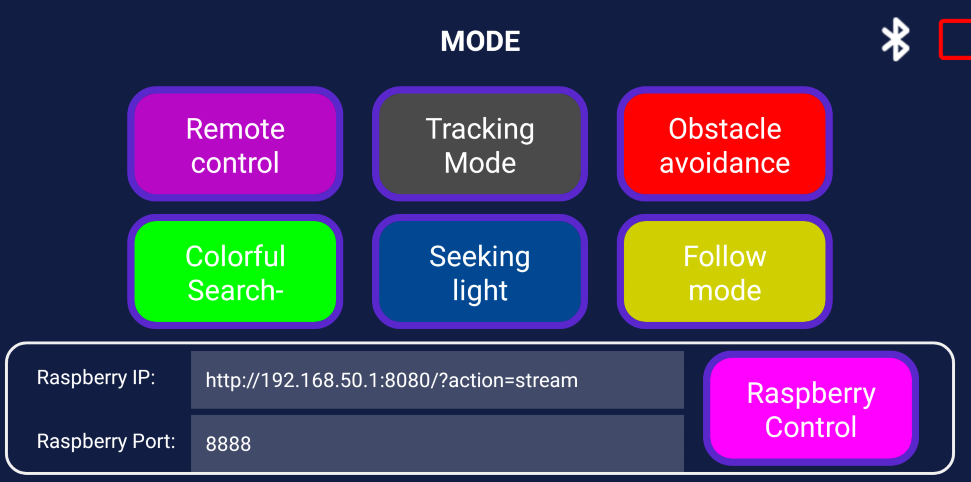 MODE
Remote
control
Tracking
Mode
Obstacle
avoidance
Colorful
Search-
Seeking
light
Follow
mode
Raspberry IP:
http://192.168.50.1:8080/?action=stream
Raspberry Port:
8888
Raspberry
Control